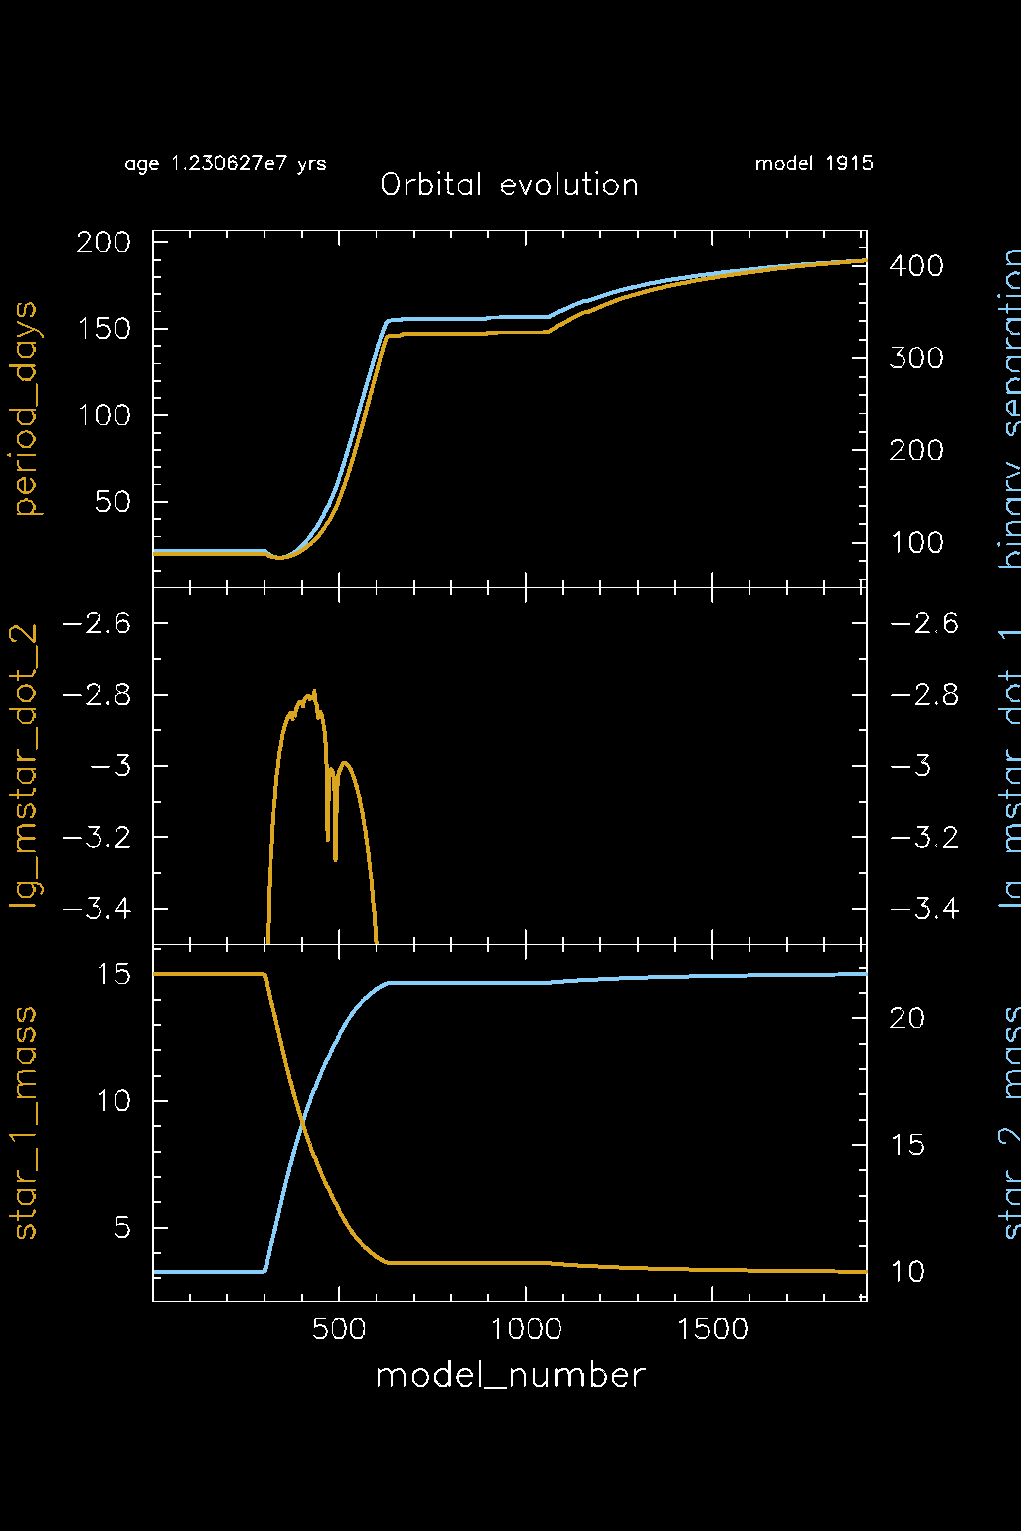 age 1.230627e7 yrs
model 1915
Orbital evolution
period_days
200
150
100
50
400
300
200
100
binary_separation
lg_mstar_dot_2
−2.6
−2.8
−3
−3.2
−3.4
−2.6
−2.8
−3
−3.2
−3.4
lg_mstar_dot_1
star_1_mass
15
10
5
20
15
10
star_2_mass
500 1000 1500
model_number